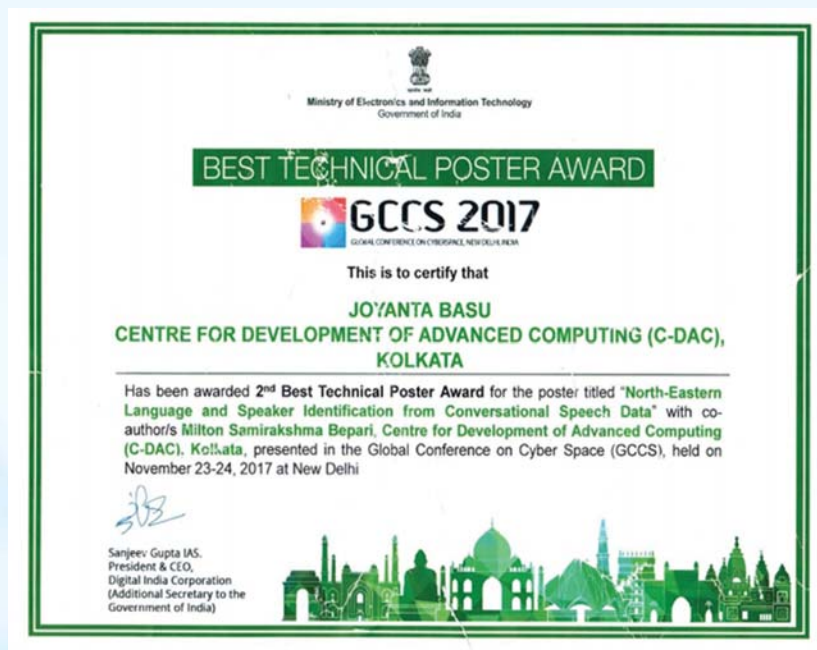 Ministry of Electronics and Information Technology
Government of India
BEST TECHNICAL POSTER AWARD
GCCS 2017
GLOBAL CONFERENCE ON CYBERSPACE, NEW DELHI, INDIA
This is to certify that
JOYANTA BASU
CENTRE FOR DEVELOPMENT OF ADVANCED COMPUTING (C-DAC),
KOLKATA
Has been awarded 2nd Best Technical Poster Award for the poster titled "North-Eastern
Language and Speaker Identification from Conversational Speech Data" with co-
author/s Milton Samirakshma Bepari, Centre for Development of Advanced Computing
(C-DAC), Kolkata, presented in the Global Conference on Cyber Space (GCCS), held on
November 23-24, 2017 at New Delhi
Sanjeev Gupta IAS.
President & CEO,
Digital India Corporation
(Additional Secretary to the
Government of India)